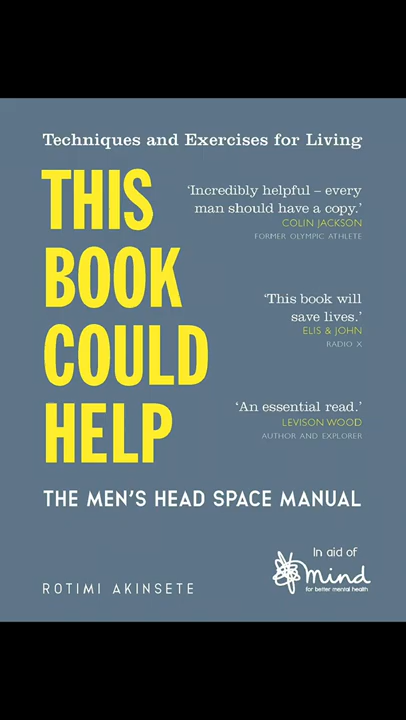 Techniques and Exercises for Living
THIS
BOOK
COULD
HELP
‘Incredibly helpful – every
man should have a copy.’
COLIN JACKSON
FORMER OLYMPIC ATHLETE
‘This book will
save lives.’
ELIS & JOHN
RADIO X
‘An essential read.’
LEVISON WOOD
AUTHOR AND EXPLORER
THE MEN’S HEAD SPACE MANUAL
In aid of
mind
for better mental health
ROTIMI AKINSETE